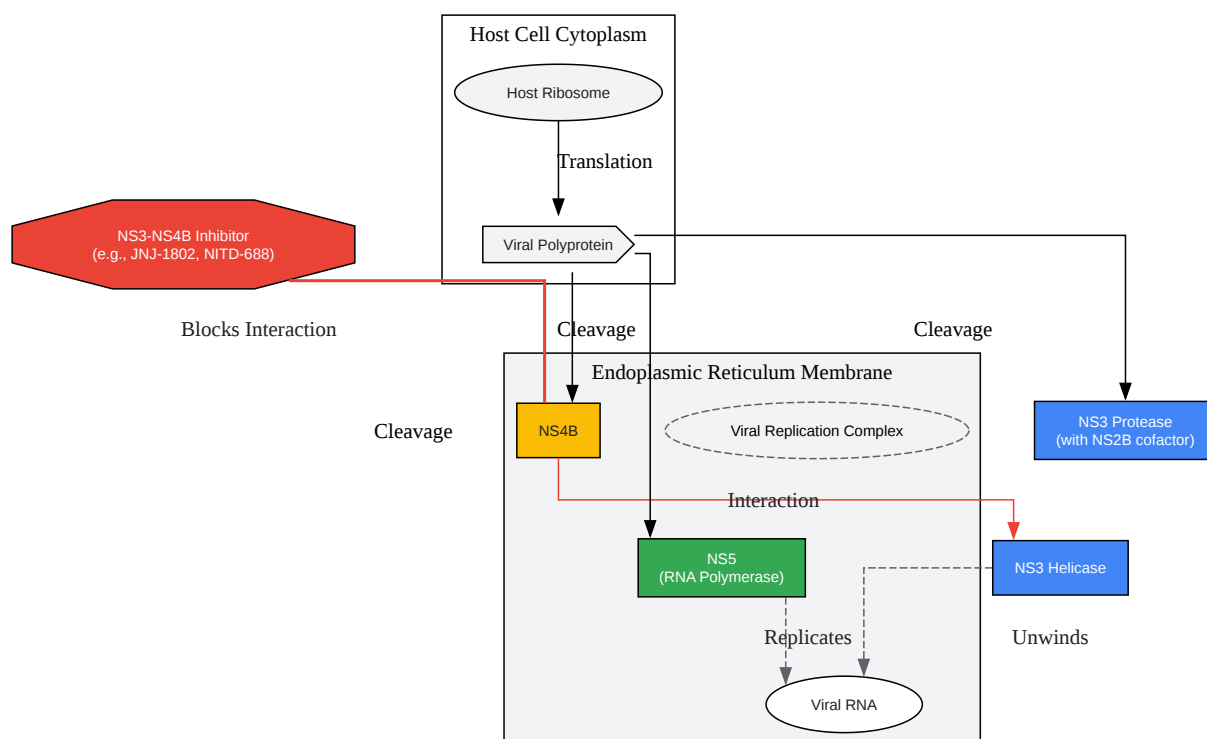 Host Cell Cytoplasm
Host Ribosome
Translation
NS3-NS4B Inhibitor
(e.g., JNJ-1802, NITD-688)
Viral Polyprotein
Blocks Interaction
Cleavage
Cleavage
Endoplasmic Reticulum Membrane
Cleavage
NS4B
Viral Replication Complex
NS3 Protease
(with NS2B cofactor)
Interaction
NS5
(RNA Polymerase)
NS3 Helicase
Replicates
Unwinds
Viral RNA